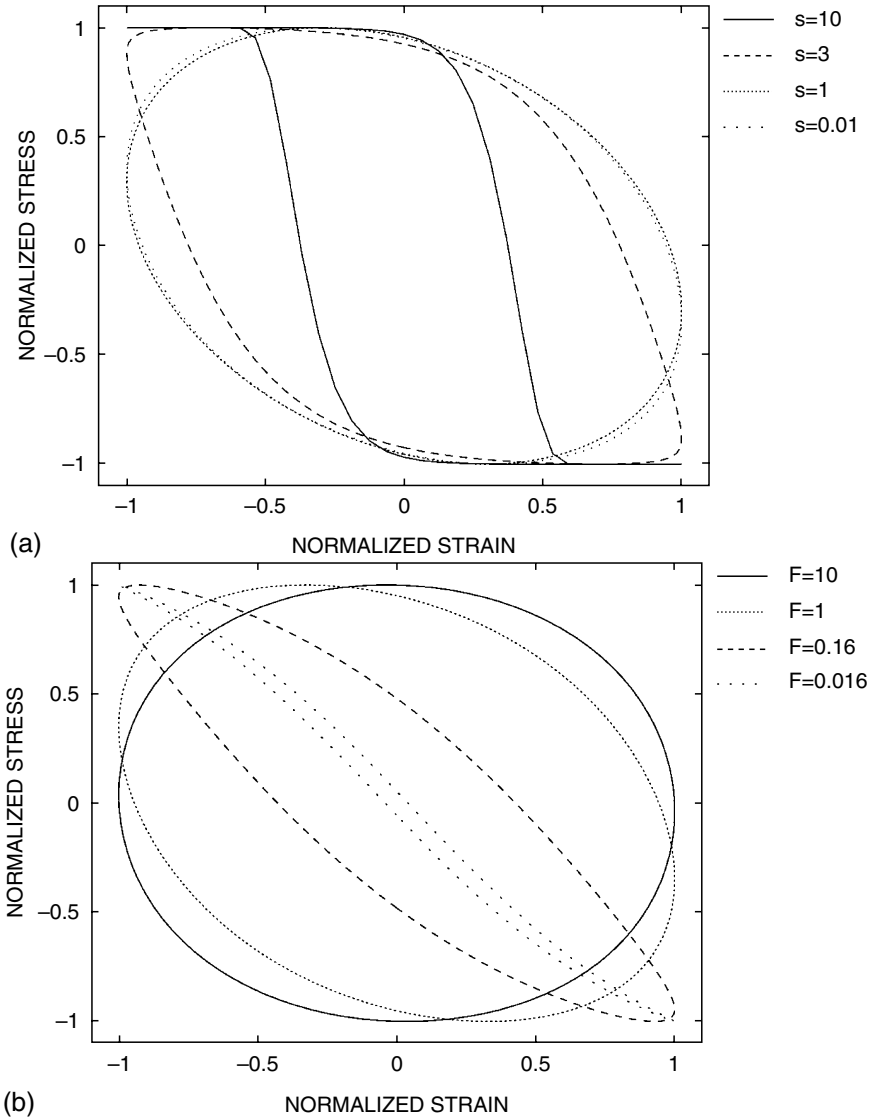 1
0.5
0
−0.5
−1
NORMALIZED STRESS
−1 −0.5 0 0.5 1
NORMALIZED STRAIN
s=10
s=3
s=1
s=0.01
(a)
1
0.5
0
−0.5
−1
NORMALIZED STRESS
−1 −0.5 0 0.5 1
NORMALIZED STRAIN
F=10
F=1
F=0.16
F=0.016
(b)